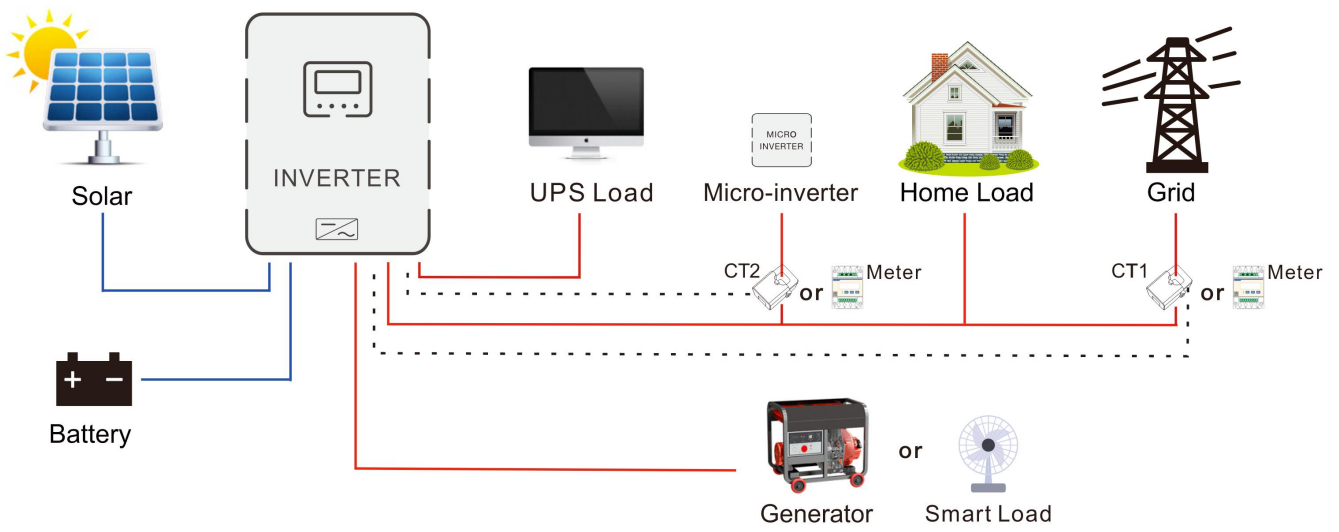 Solar
INVERTER
UPS Load
MICRO
INVERTER
Micro-inverter
Home Load
Grid
CT2
or
Meter
CT1
or
Meter
+ −
Battery
Generator
or
Smart Load